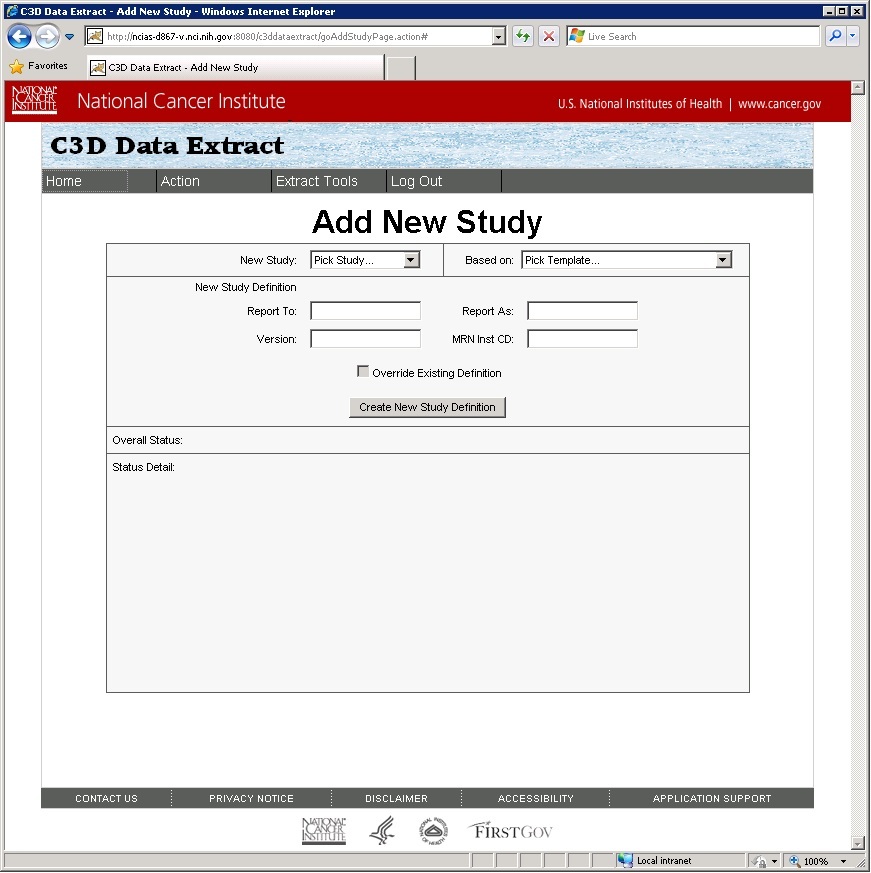 C3D Data Extract - Add New Study - Windows Internet Explorer
http://ncias-d867-v.nci.nih.gov:8080/c3ddataextract/goAddStudyPage.action#
Live Search
Favorites
C3D Data Extract - Add New Study
NATIONAL CANCER INSTITUTE
National Cancer Institute
U.S. National Institutes of Health | www.cancer.gov
C3D Data Extract
Home Action Extract Tools Log Out
Add New Study
New Study: Pick Study... Based on: Pick Template...
New Study Definition
Report To: Report As:
Version: MRN Inst CD:
Override Existing Definition
Create New Study Definition
Overall Status:
Status Detail:
CONTACT US PRIVACY NOTICE DISCLAIMER ACCESSIBILITY APPLICATION SUPPORT
NATIONAL CANCER INSTITUTE
FIRSTGOV
Local intranet 100%